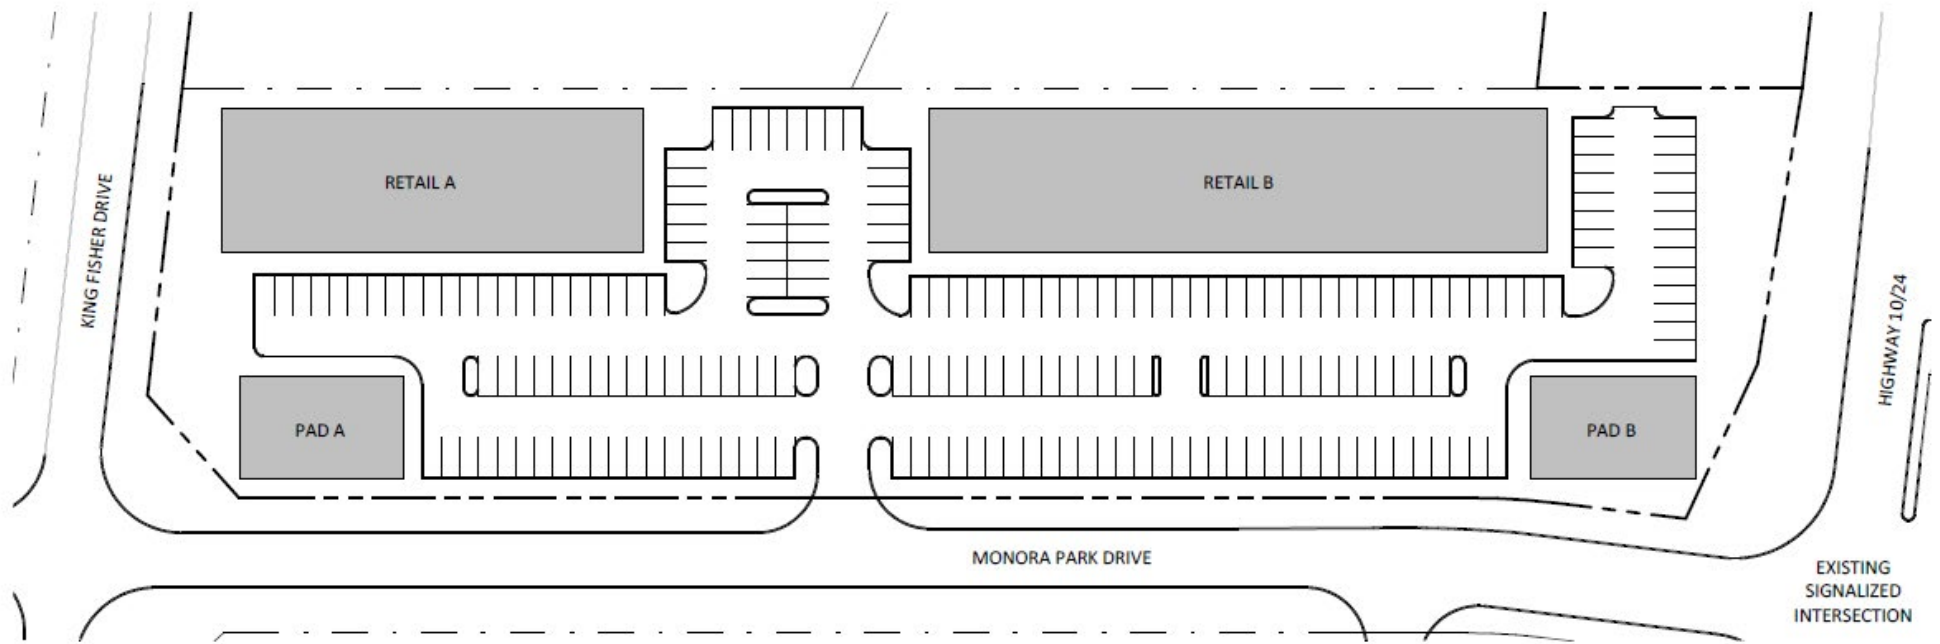 RETAIL A
RETAIL B
KING FISHER DRIVE
HIGHWAY 10/24
PAD A
PAD B
MONORA PARK DRIVE
EXISTING
SIGNALIZED
INTERSECTION